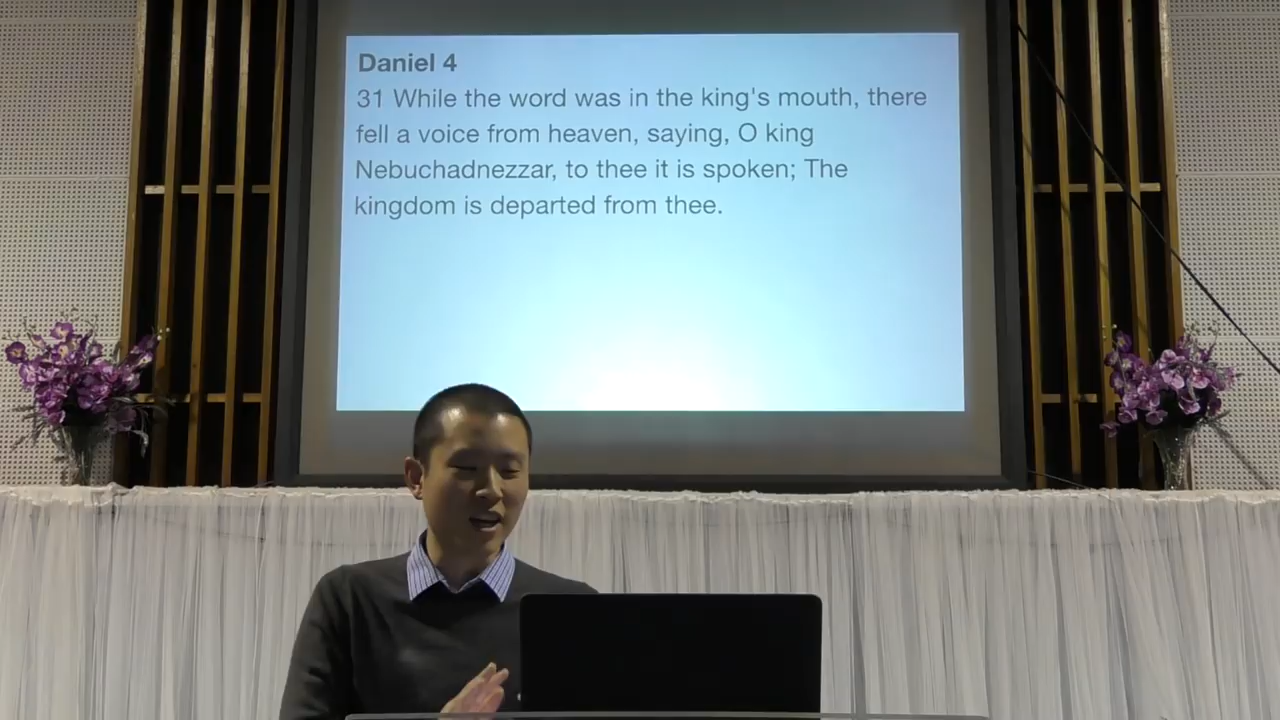 Daniel 4
31 While the word was in the king's mouth, there
fell a voice from heaven, saying, O king
Nebuchadnezzar, to thee it is spoken; The
kingdom is departed from thee.